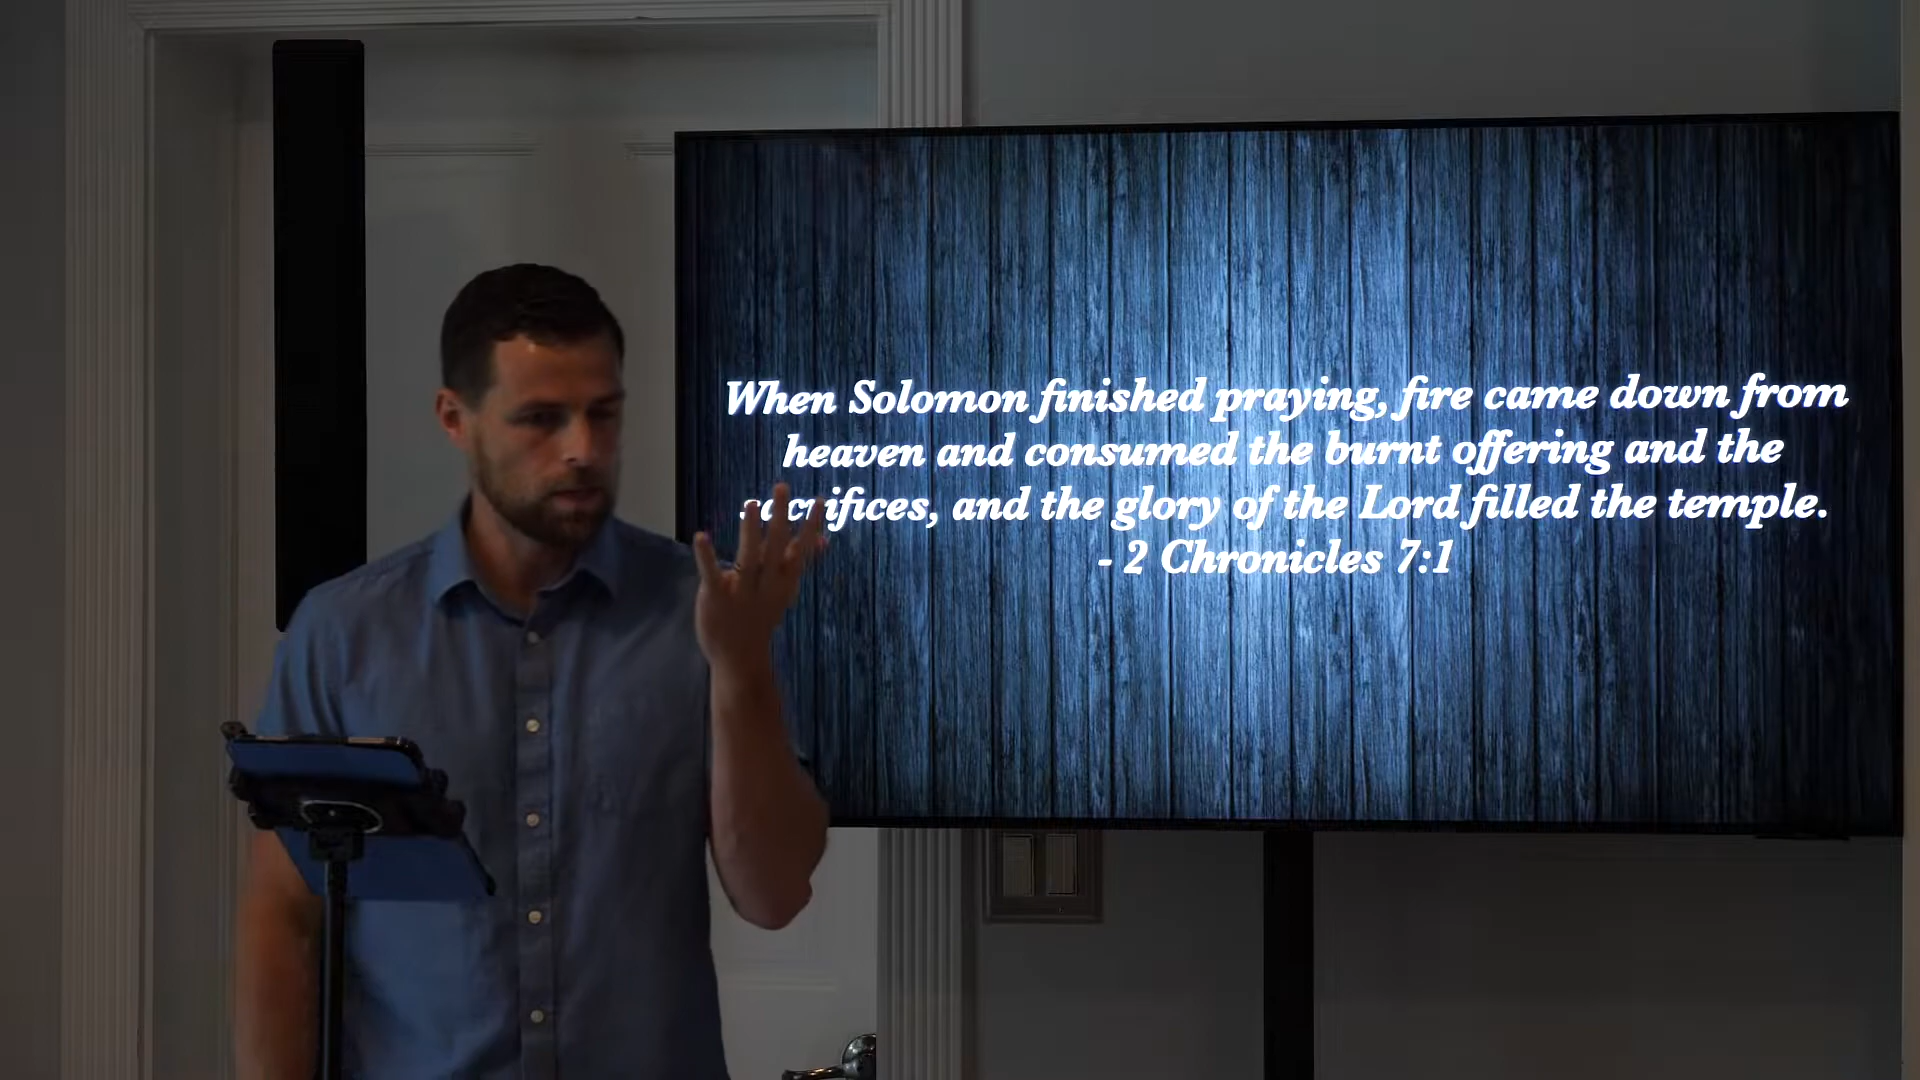 When Solomon finished praying, fire came down from
heaven and consumed the burnt offering and the
sacrifices, and the glory of the Lord filled the temple.
- 2 Chronicles 7:1